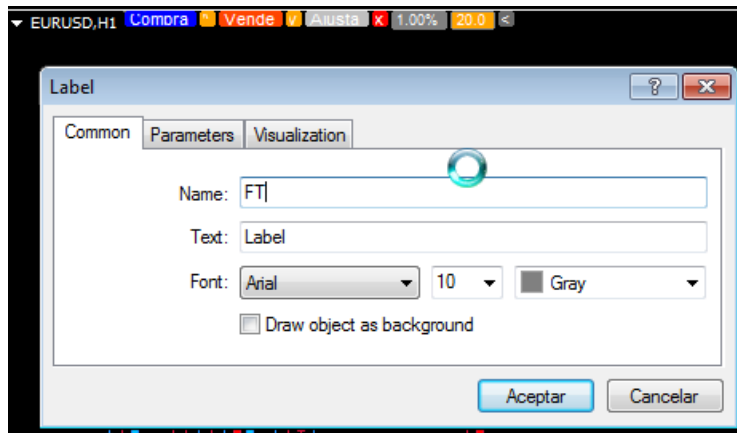 EURUSD,H1 Compra ^ Vende v Ajusta x 1.00% 20.0 <
Label ?
Common Parameters Visualization
Name: FT
Text: Label
Font: Arial 10 Gray
Draw object as background
Aceptar Cancelar